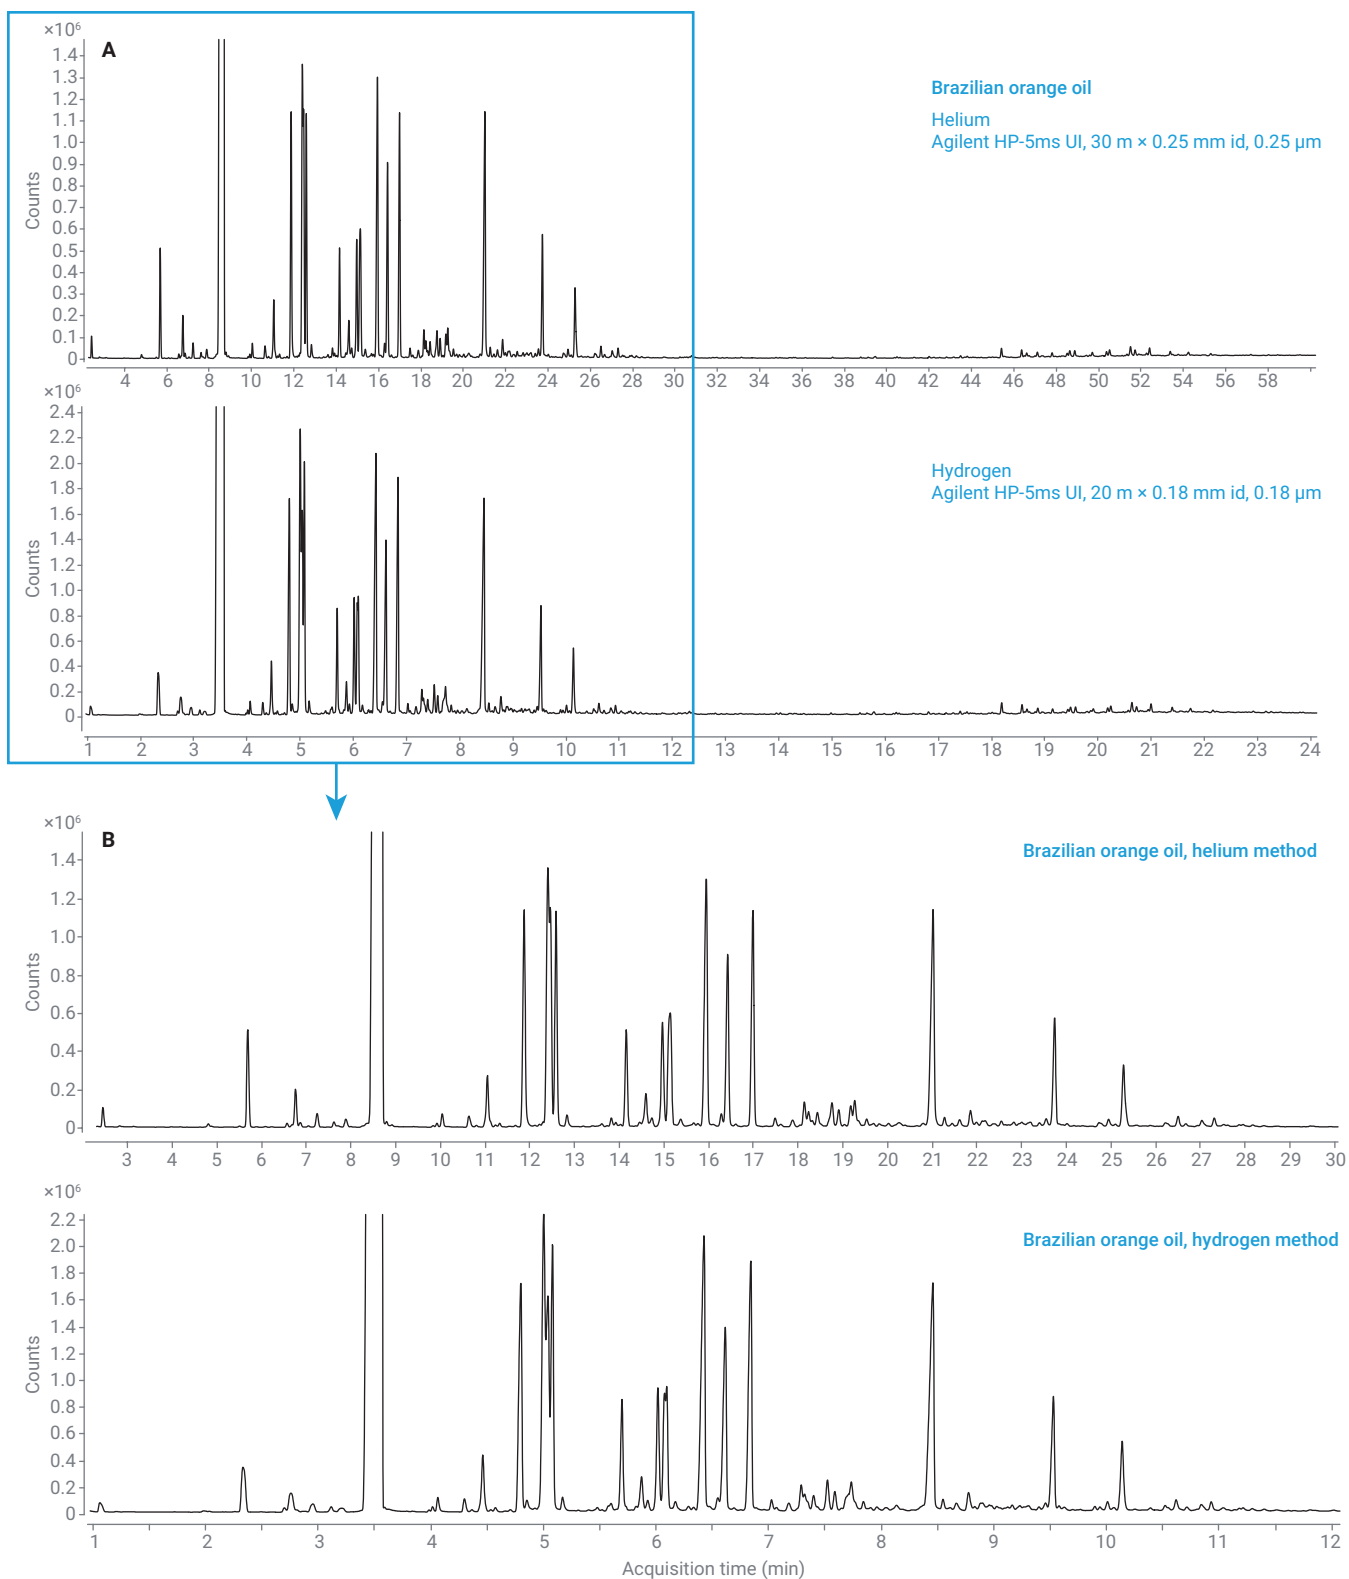 ×10⁶
A
1.4
1.3
1.2
1.1
1.0
0.9
0.8
0.7
0.6
0.5
0.4
0.3
0.2
0.1
0
Counts
4 6 8 10 12 14 16 18 20 22 24 26 28 30 32 34 36 38 40 42 44 46 48 50 52 54 56 58
Brazilian orange oil
Helium
Agilent HP-5ms UI, 30 m × 0.25 mm id, 0.25 µm
×10⁶
2.4
2.2
2.0
1.8
1.6
1.4
1.2
1.0
0.8
0.6
0.4
0.2
0
Counts
1 2 3 4 5 6 7 8 9 10 11 12 13 14 15 16 17 18 19 20 21 22 23 24
Hydrogen
Agilent HP-5ms UI, 20 m × 0.18 mm id, 0.18 µm
×10⁶
B
Brazilian orange oil, helium method
1.4
1.2
1.0
0.8
0.6
0.4
0.2
0
Counts
3 4 5 6 7 8 9 10 11 12 13 14 15 16 17 18 19 20 21 22 23 24 25 26 27 28 29 30
×10⁶
Brazilian orange oil, hydrogen method
2.2
2.0
1.8
1.6
1.4
1.2
1.0
0.8
0.6
0.4
0.2
0
Counts
1 2 3 4 5 6 7 8 9 10 11 12
Acquisition time (min)